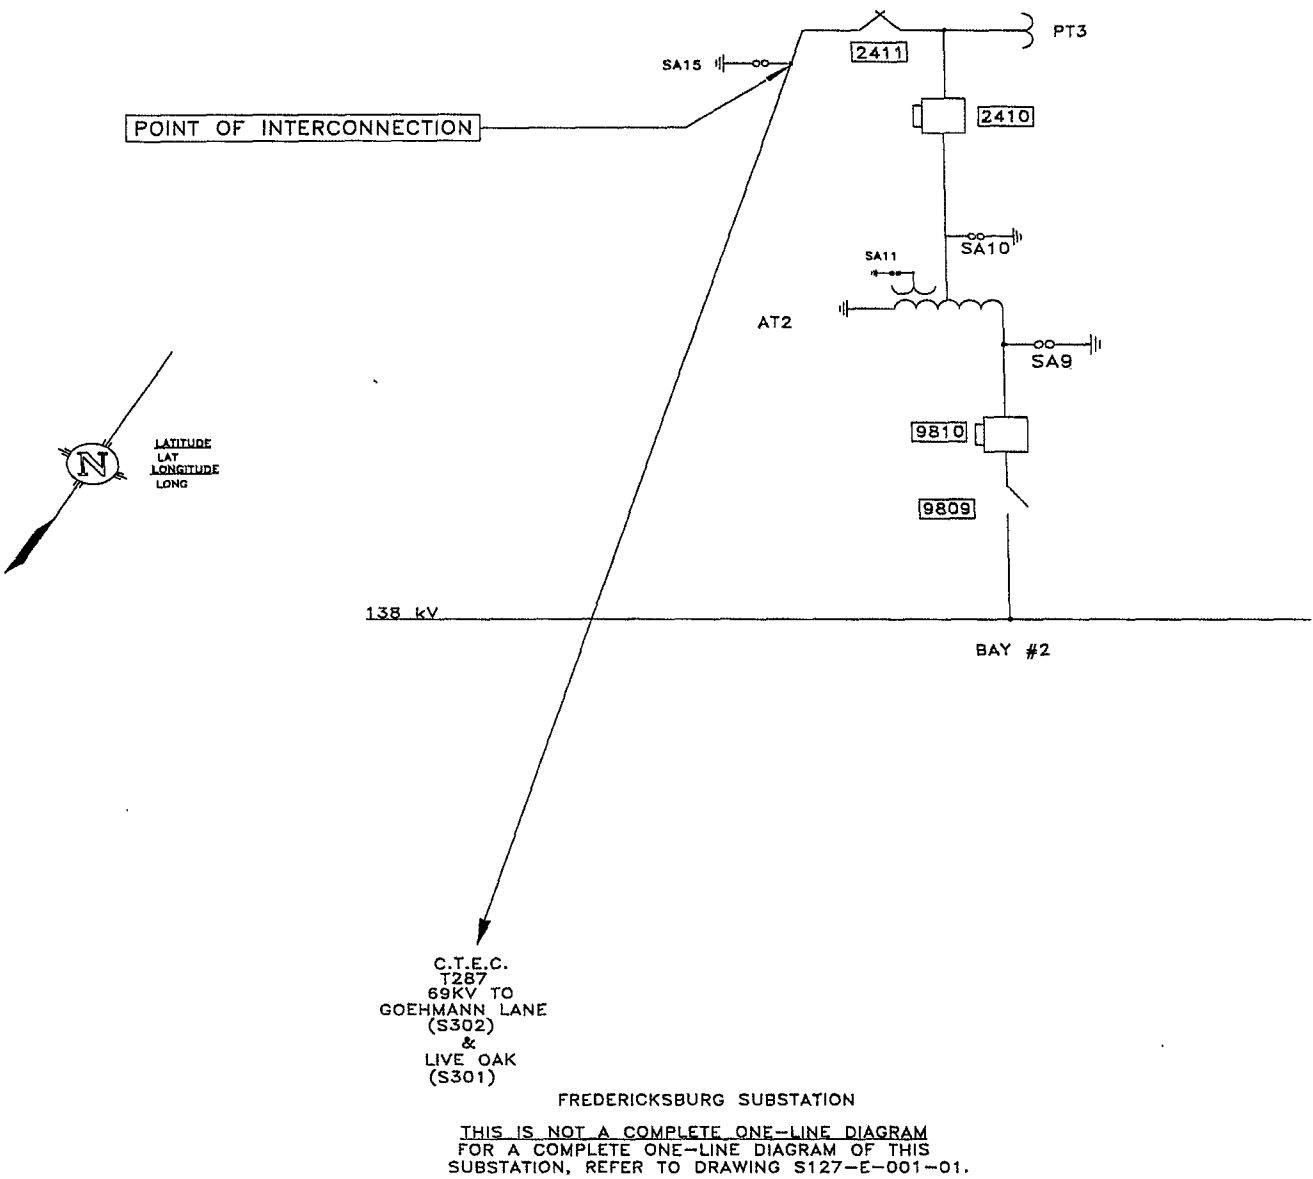 PT3
2411
SA15
2410
POINT OF INTERCONNECTION
SA10
SA11
AT2
SA9
9810
N
LATITUDE
LAT
LONGITUDE
LONG
9809
138 kV
BAY #2
C.T.E.C.
T287
69KV TO
GOEHMANN LANE
(S302)
&
LIVE OAK
(S301)
FREDERICKSBURG SUBSTATION
THIS IS NOT A COMPLETE ONE-LINE DIAGRAM
FOR A COMPLETE ONE-LINE DIAGRAM OF THIS
SUBSTATION, REFER TO DRAWING S127-E-001-01.